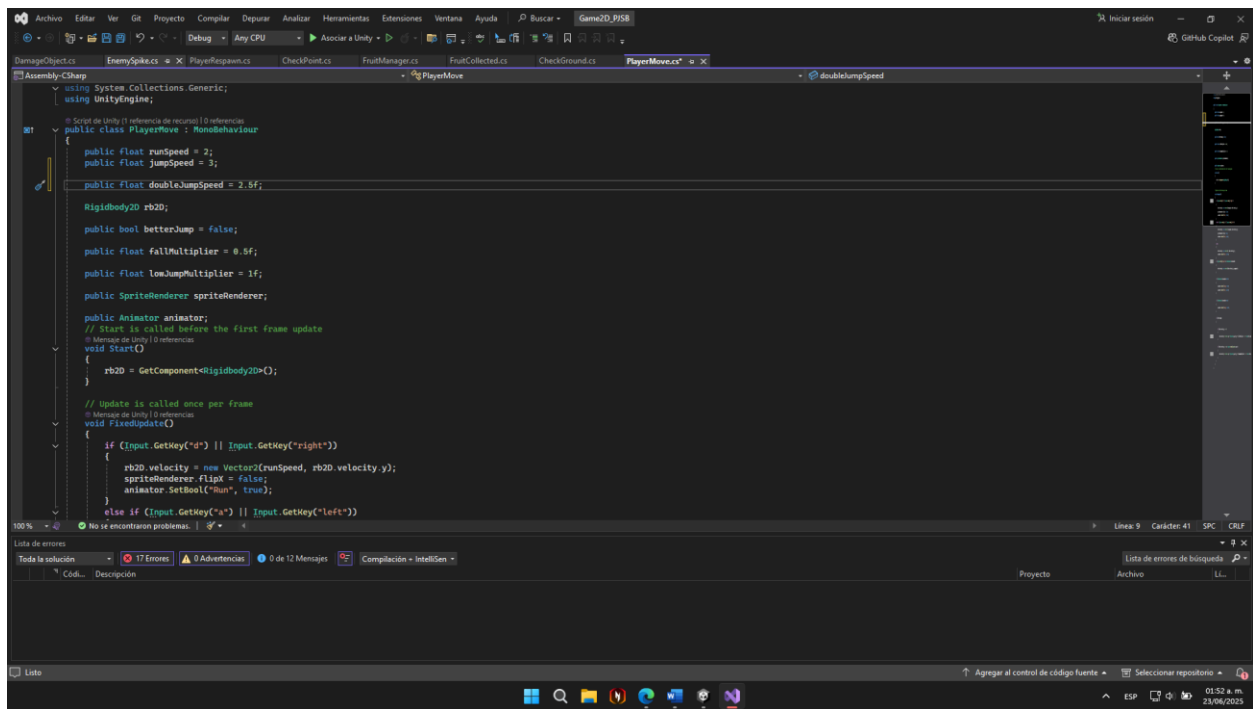 Archivo Editar Ver Git Proyecto Compilar Depurar Analizar Herramientas Extensiones Ventana Ayuda Buscar Game2D_PJSB Iniciar sesión
Debug Any CPU Asociar a Unity GitHub Copilot
DamageObject.cs EnemySpike.cs PlayerRespawn.cs CheckPoint.cs FruitManager.cs FruitCollected.cs CheckGround.cs PlayerMove.cs*
Assembly-CSharp PlayerMove doubleJumpSpeed
using System.Collections.Generic;
using UnityEngine;
Script de Unity (1 referencia de recurso) | 0 referencias
public class PlayerMove : MonoBehaviour
{
public float runSpeed = 2;
public float jumpSpeed = 3;
public float doubleJumpSpeed = 2.5f;
Rigidbody2D rb2D;
public bool betterJump = false;
public float fallMultiplier = 0.5f;
public float lowJumpMultiplier = 1f;
public SpriteRenderer spriteRenderer;
public Animator animator;
// Start is called before the first frame update
Mensaje de Unity | 0 referencias
void Start()
{
rb2D = GetComponent<Rigidbody2D>();
}
// Update is called once per frame
Mensaje de Unity | 0 referencias
void FixedUpdate()
{
if (Input.GetKey("d") || Input.GetKey("right"))
{
rb2D.velocity = new Vector2(runSpeed, rb2D.velocity.y);
spriteRenderer.flipX = false;
animator.SetBool("Run", true);
}
else if (Input.GetKey("a") || Input.GetKey("left"))
100 % No se encontraron problemas. Línea: 9 Carácter: 41 SPC CRLF
Lista de errores
Toda la solución 17 Errores 0 Advertencias 0 de 12 Mensajes Compilación + IntelliSen Lista de errores de búsqueda
Códi... Descripción Proyecto Archivo Lí...
Listo Agregar al control de código fuente Seleccionar repositorio
ESP 01:52 a. m.
23/06/2025